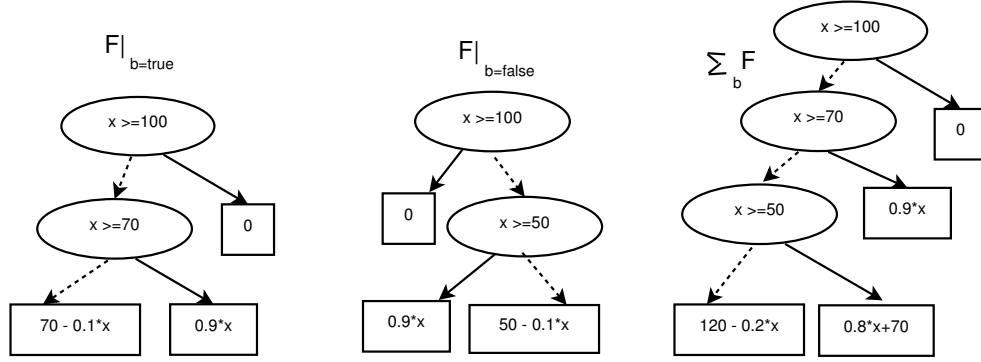 F|b=true
x >=100
x >=70
0
70 - 0.1*x
0.9*x
F|b=false
x >=100
0
x >=50
0.9*x
50 - 0.1*x
∑b F
x >=100
x >=70
0
x >=50
0.9*x
120 - 0.2*x
0.8*x+70